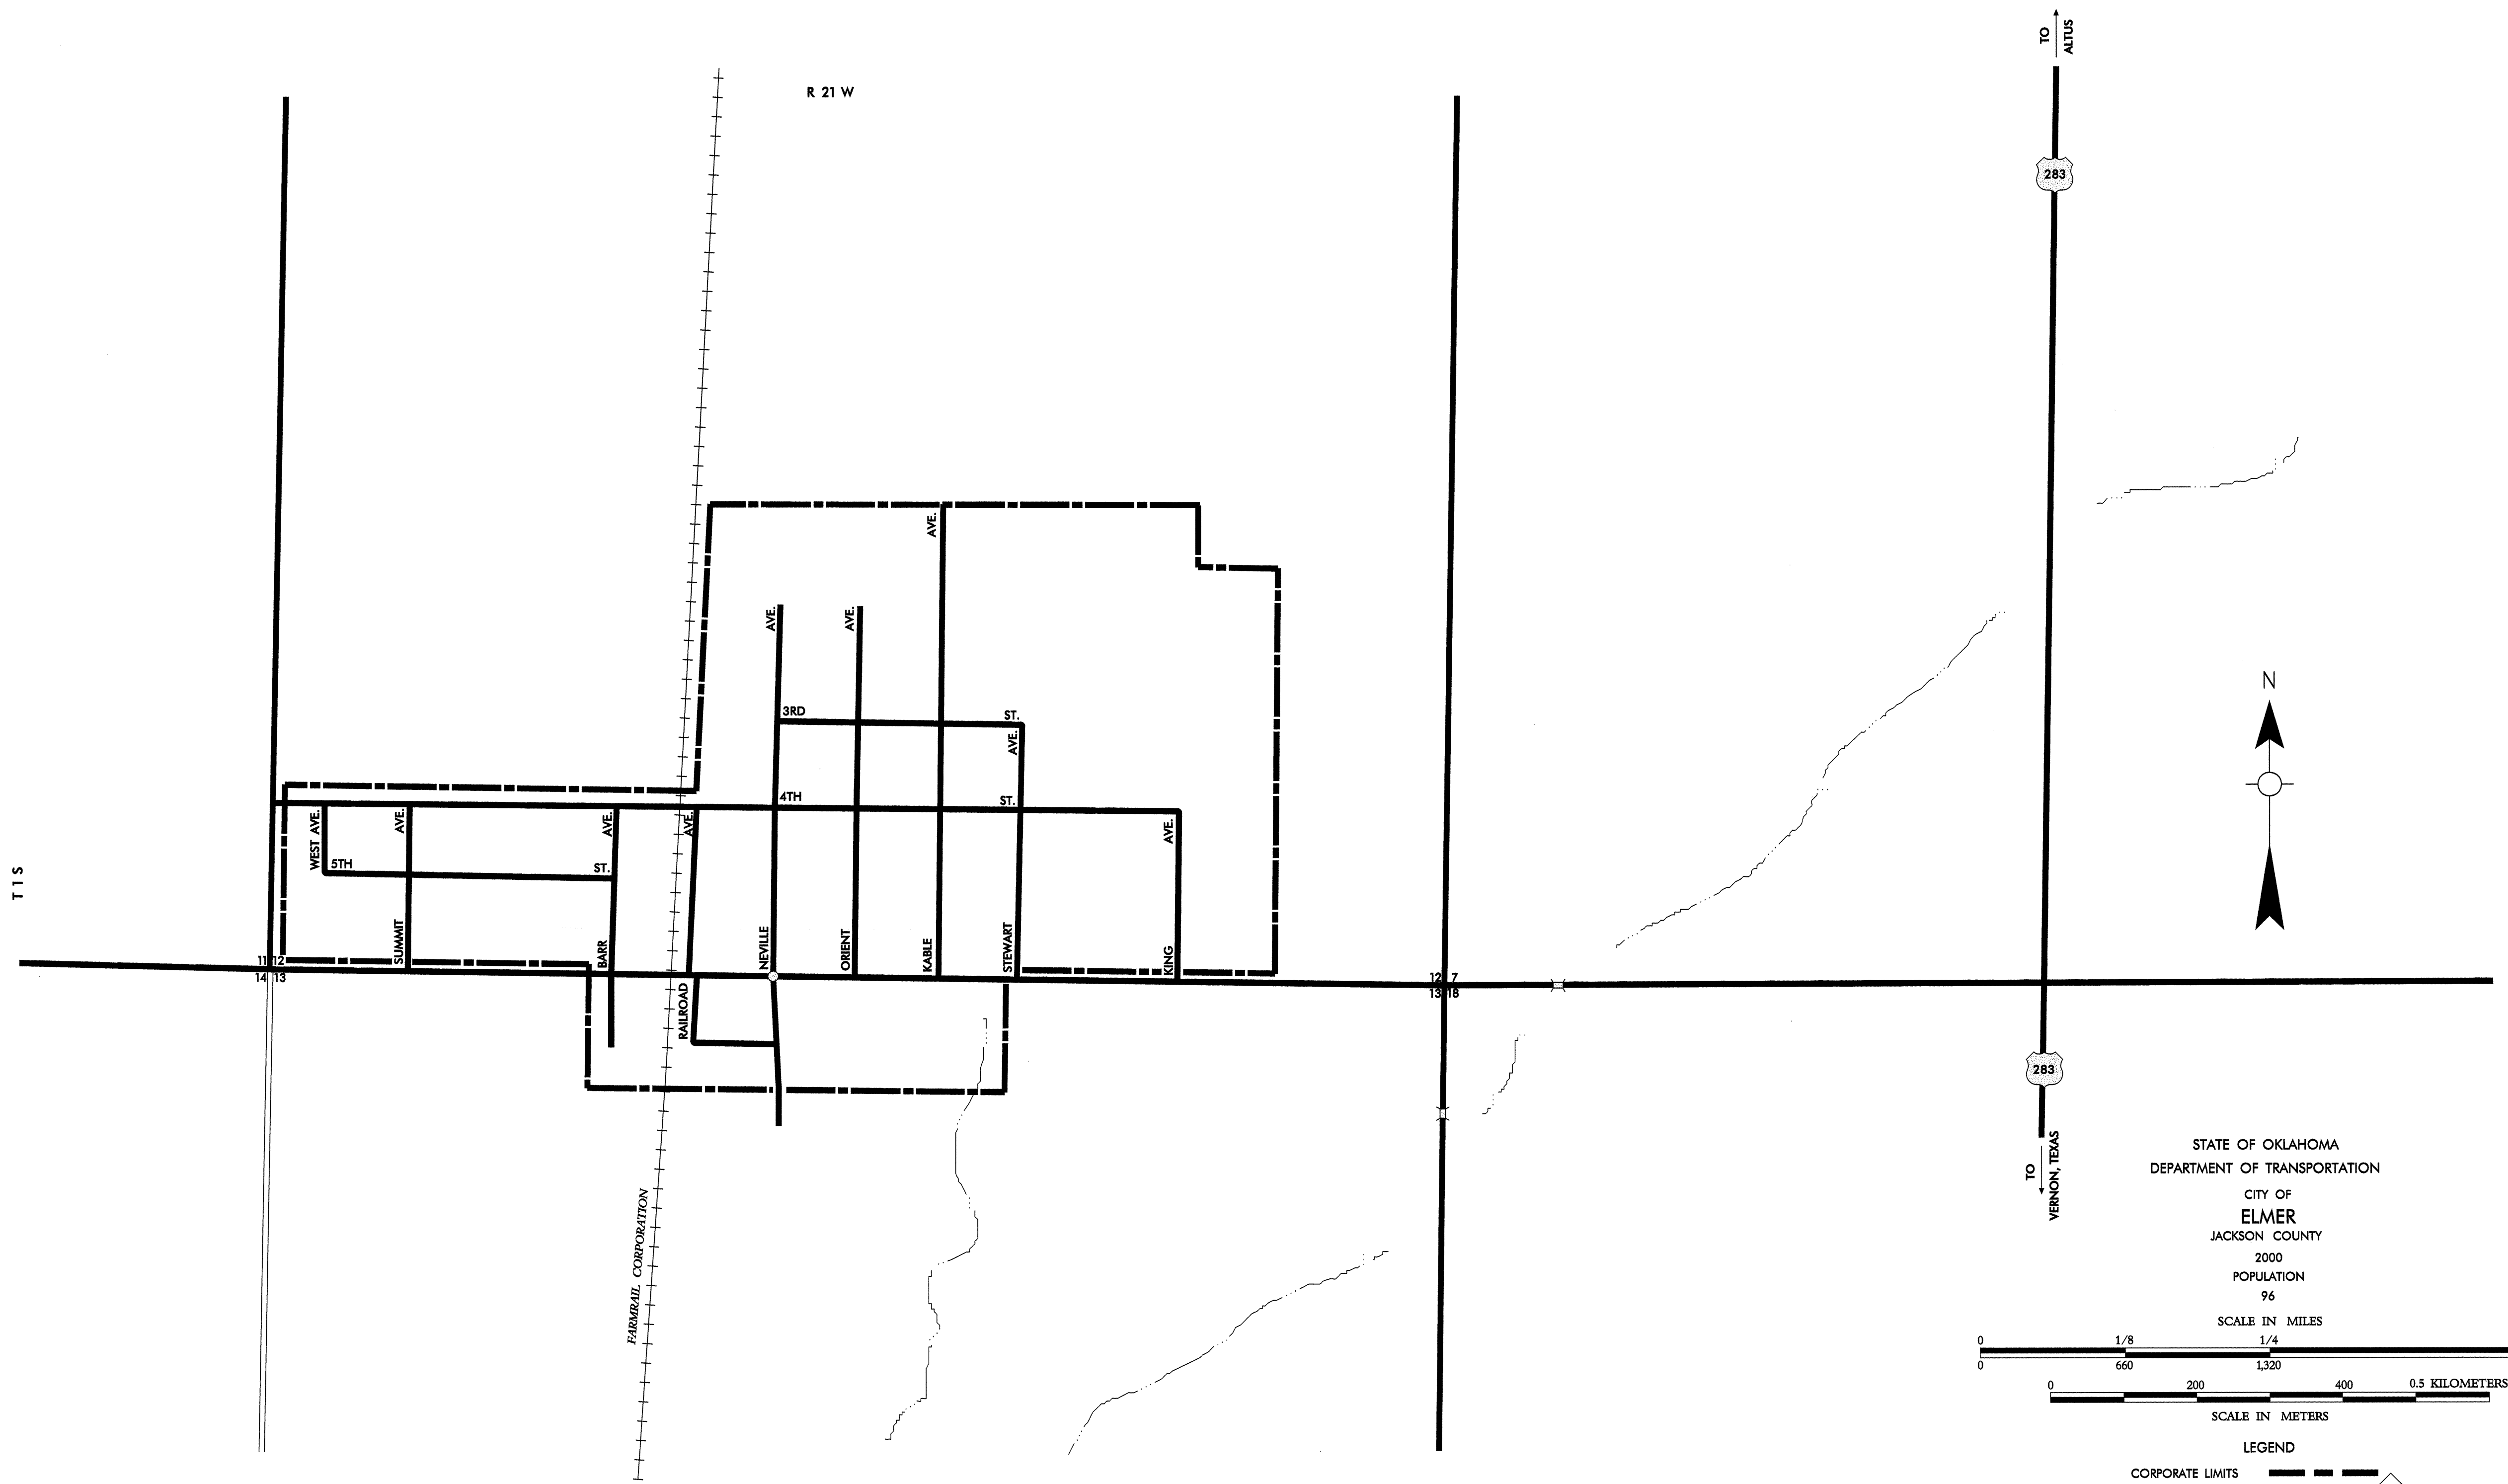 TO
ALTUS
R 21 W
283
AVE.
AVE.
AVE.
N
3RD ST.
AVE.
4TH ST.
WEST AVE.
AVE.
AVE.
AVE.
AVE.
5TH ST.
T 1 S
SUMMIT
BARR
NEVILLE
ORIENT
KABLE
STEWART
KING
11 12
14 13
12 7
13 18
RAILROAD
283
TO
VERNON, TEXAS
FARMRAIL CORPORATION
STATE OF OKLAHOMA
DEPARTMENT OF TRANSPORTATION
CITY OF
ELMER
JACKSON COUNTY
2000
POPULATION
96
SCALE IN MILES
0 1/8 1/4
0 660 1,320
0 200 400 0.5 KILOMETERS
SCALE IN METERS
LEGEND
CORPORATE LIMITS